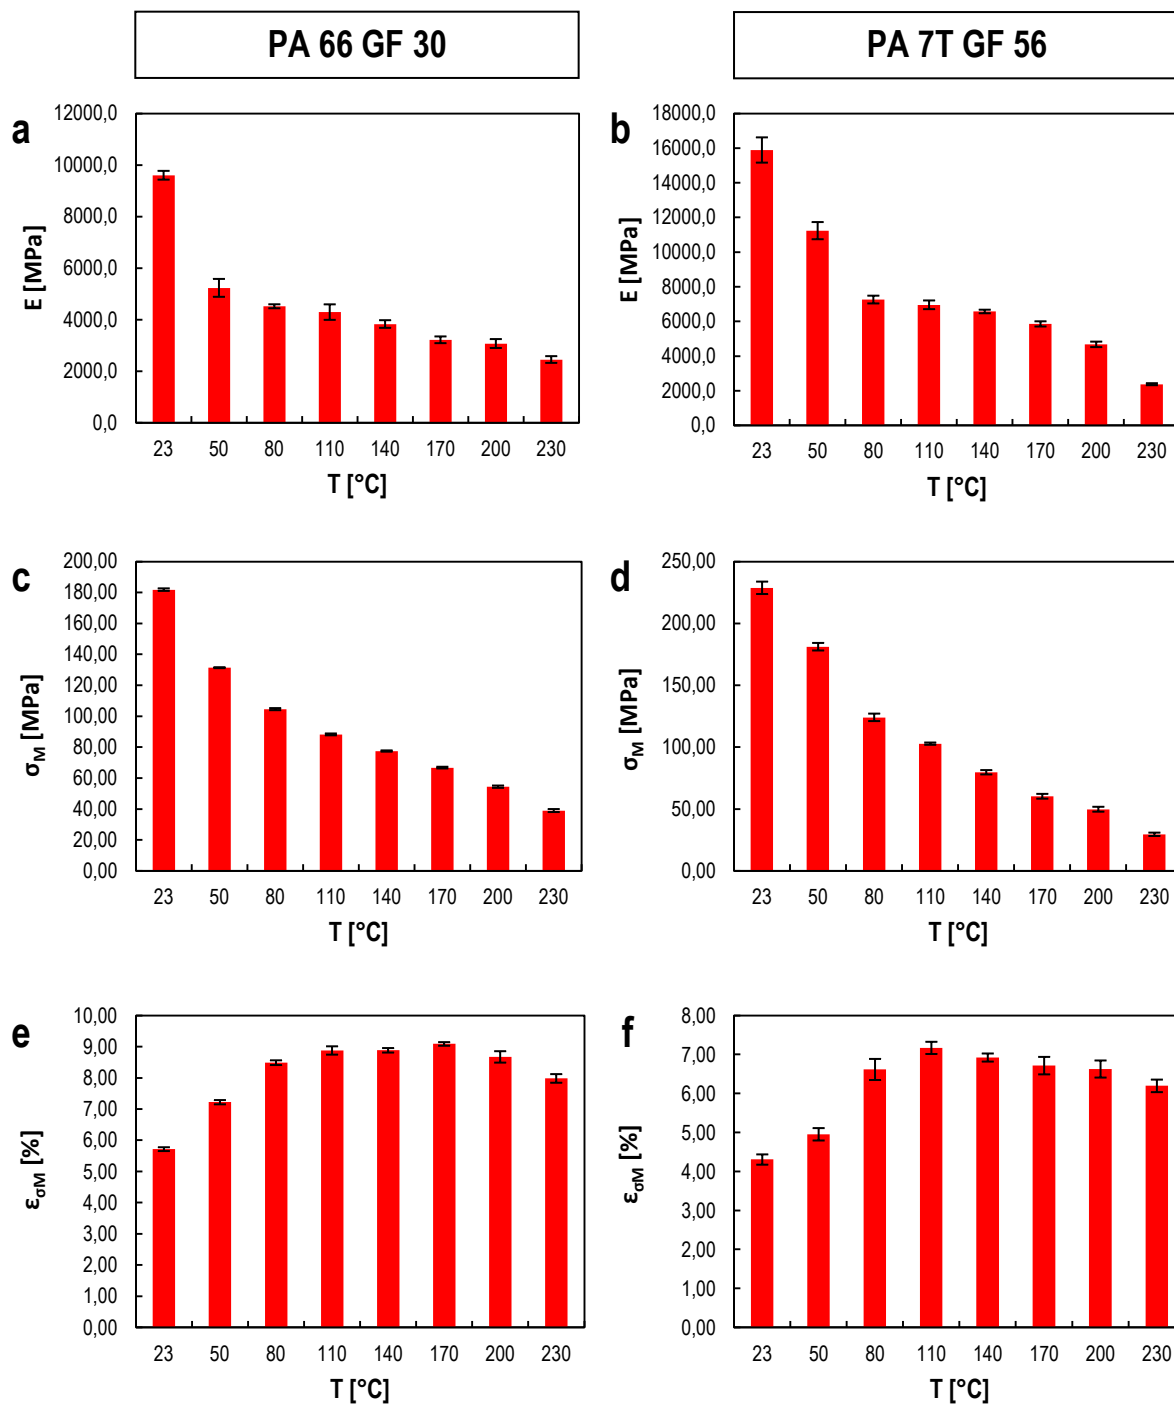 PA 66 GF 30
PA 7T GF 56
a
12000,0
10000,0
8000,0
6000,0
4000,0
2000,0
0,0
E [MPa]
23 50 80 110 140 170 200 230
T [°C]
b
18000,0
16000,0
14000,0
12000,0
10000,0
8000,0
6000,0
4000,0
2000,0
0,0
E [MPa]
23 50 80 110 140 170 200 230
T [°C]
c
200,00
180,00
160,00
140,00
120,00
100,00
80,00
60,00
40,00
20,00
0,00
σM [MPa]
23 50 80 110 140 170 200 230
T [°C]
d
250,00
200,00
150,00
100,00
50,00
0,00
σM [MPa]
23 50 80 110 140 170 200 230
T [°C]
e
10,00
9,00
8,00
7,00
6,00
5,00
4,00
3,00
2,00
1,00
0,00
εσM [%]
23 50 80 110 140 170 200 230
T [°C]
f
8,00
7,00
6,00
5,00
4,00
3,00
2,00
1,00
0,00
εσM [%]
23 50 80 110 140 170 200 230
T [°C]